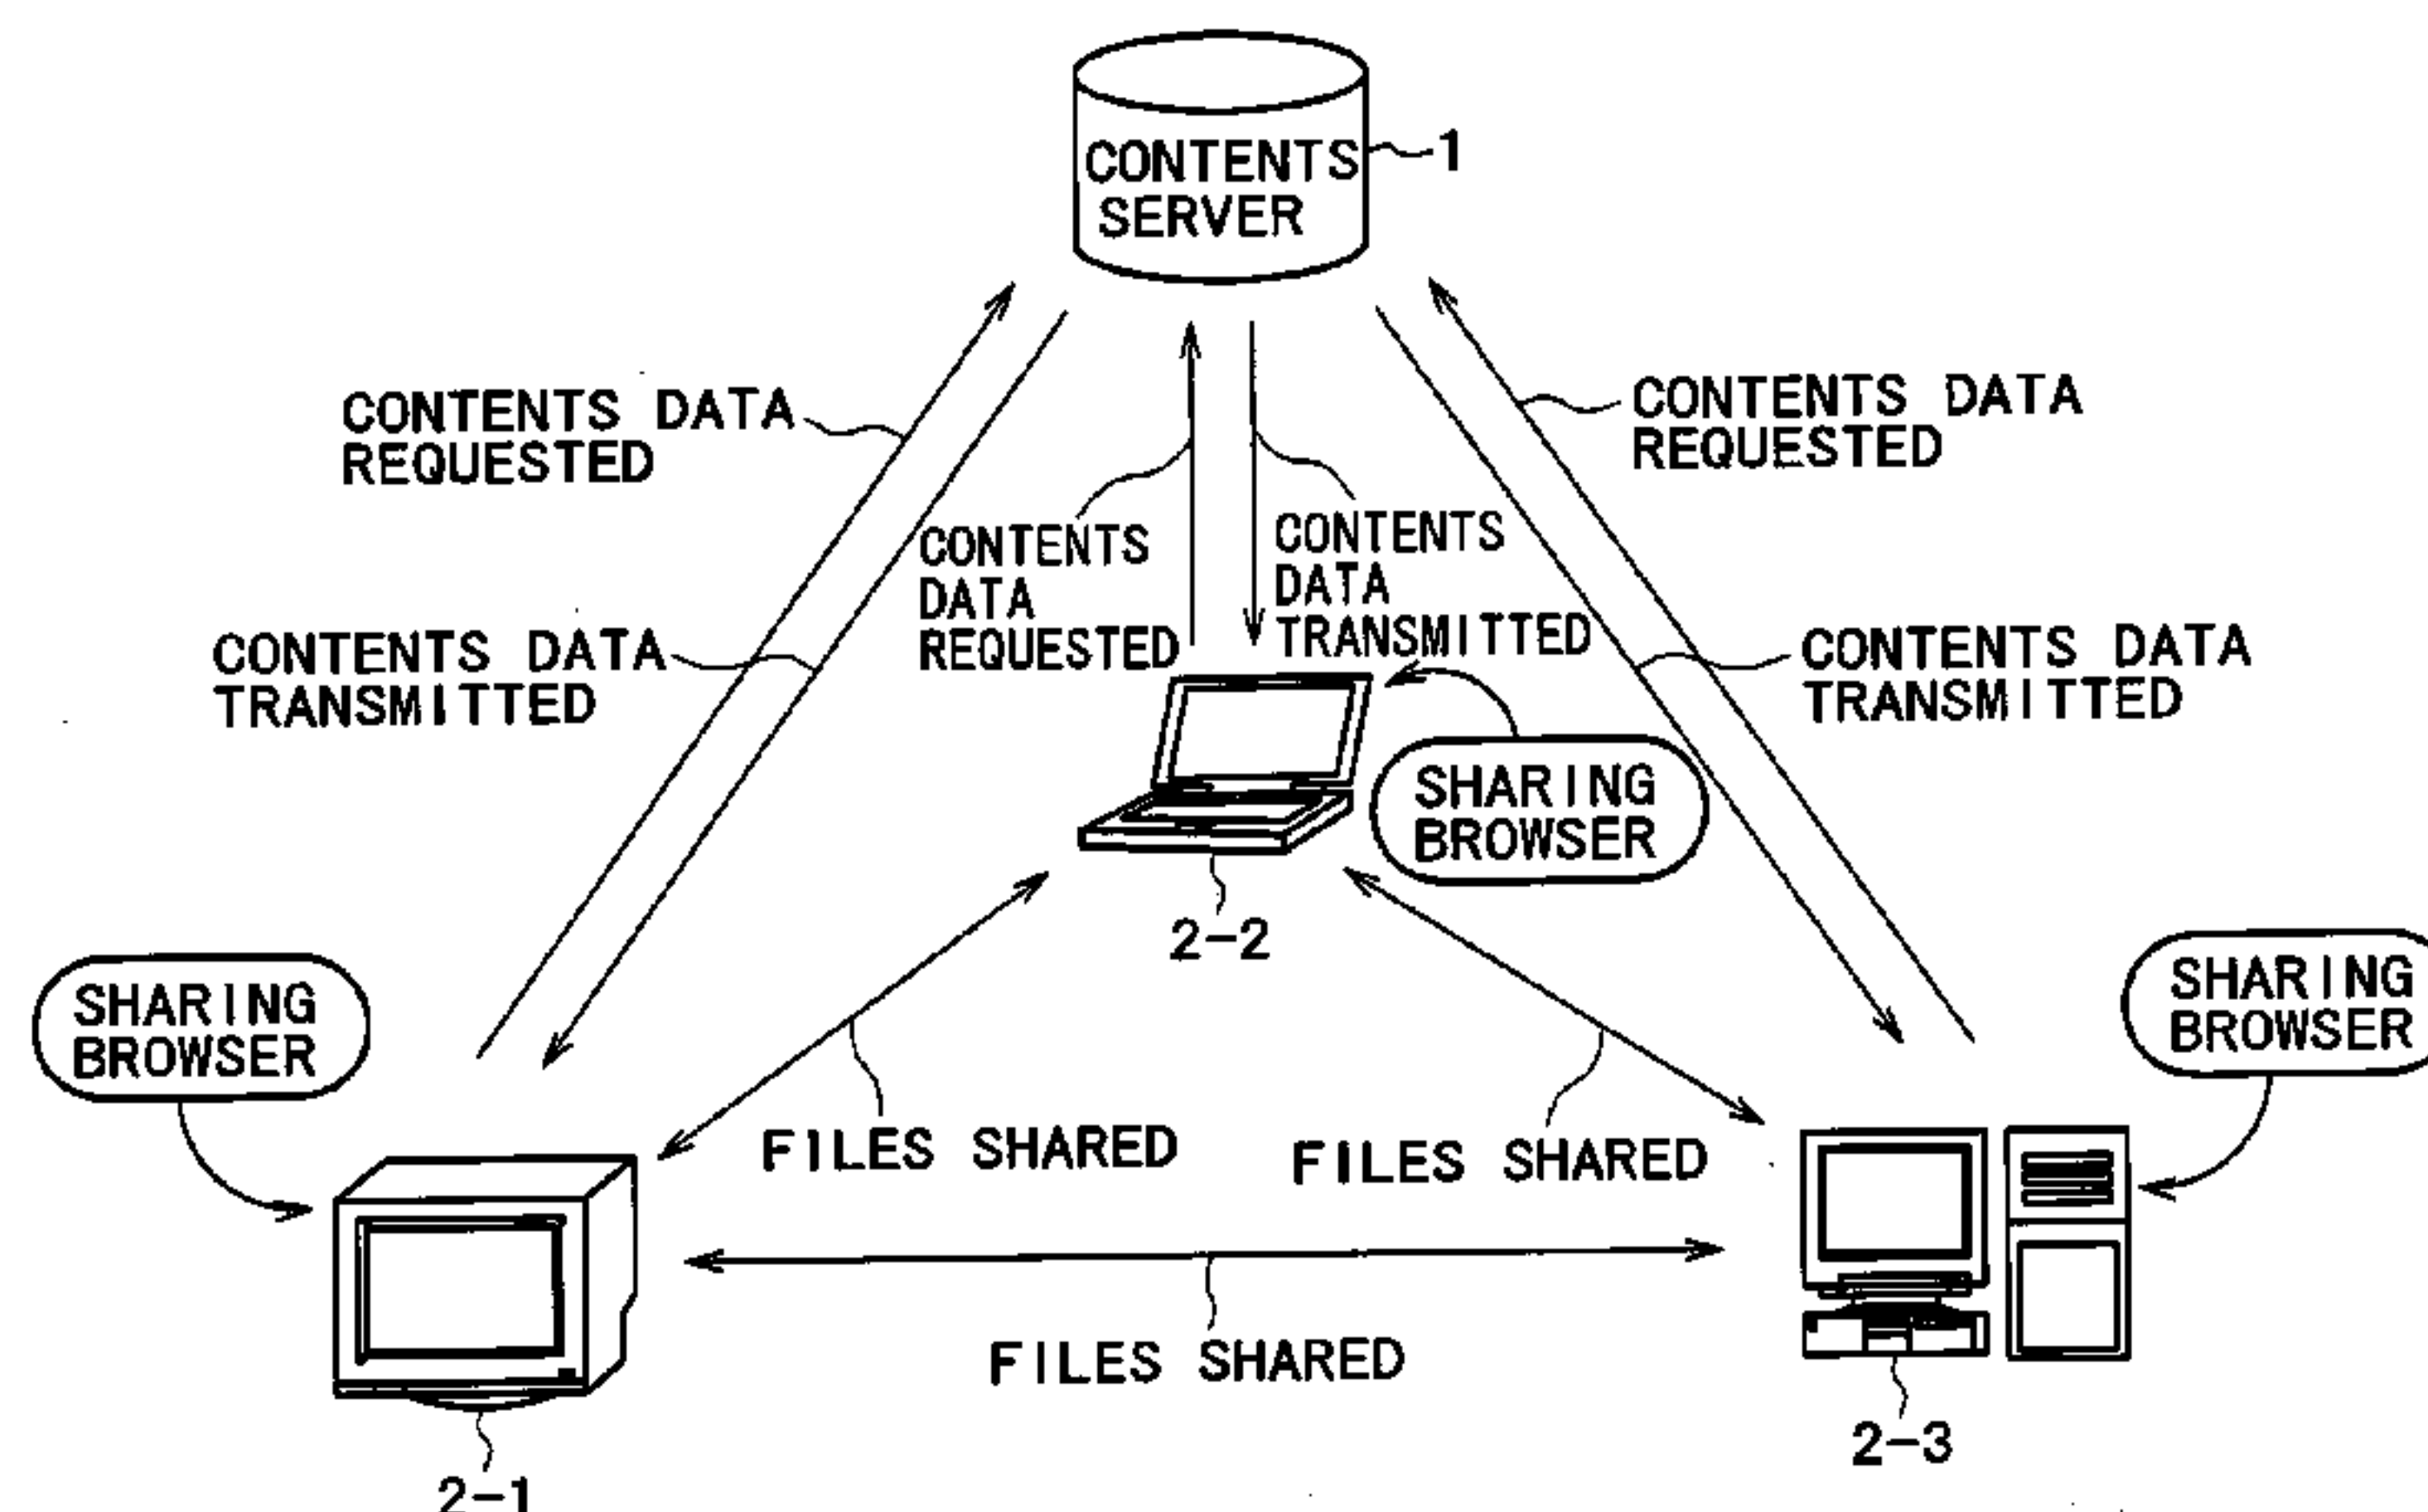 CONTENTS
SERVER
1
CONTENTS DATA
REQUESTED
CONTENTS DATA
REQUESTED
CONTENTS
DATA
REQUESTED
CONTENTS
DATA
TRANSMITTED
CONTENTS DATA
TRANSMITTED
CONTENTS DATA
TRANSMITTED
SHARING
BROWSER
2-2
SHARING
BROWSER
SHARING
BROWSER
FILES SHARED
FILES SHARED
FILES SHARED
2-1
2-3